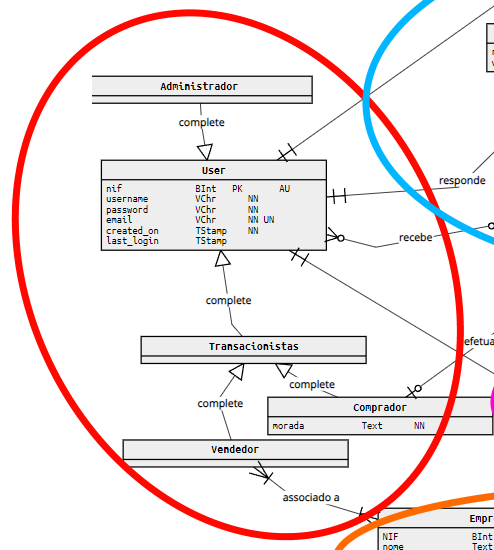 Administrador
complete
User
nif BInt PK AU
username VChr NN
password VChr NN
email VChr NN UN
created_on TStamp NN
last_login TStamp
responde
recebe
complete
Transacionistas
efetua
complete
complete
Comprador
morada Text NN
Vendedor
associado a
Empr
NIF BInt
nome Text